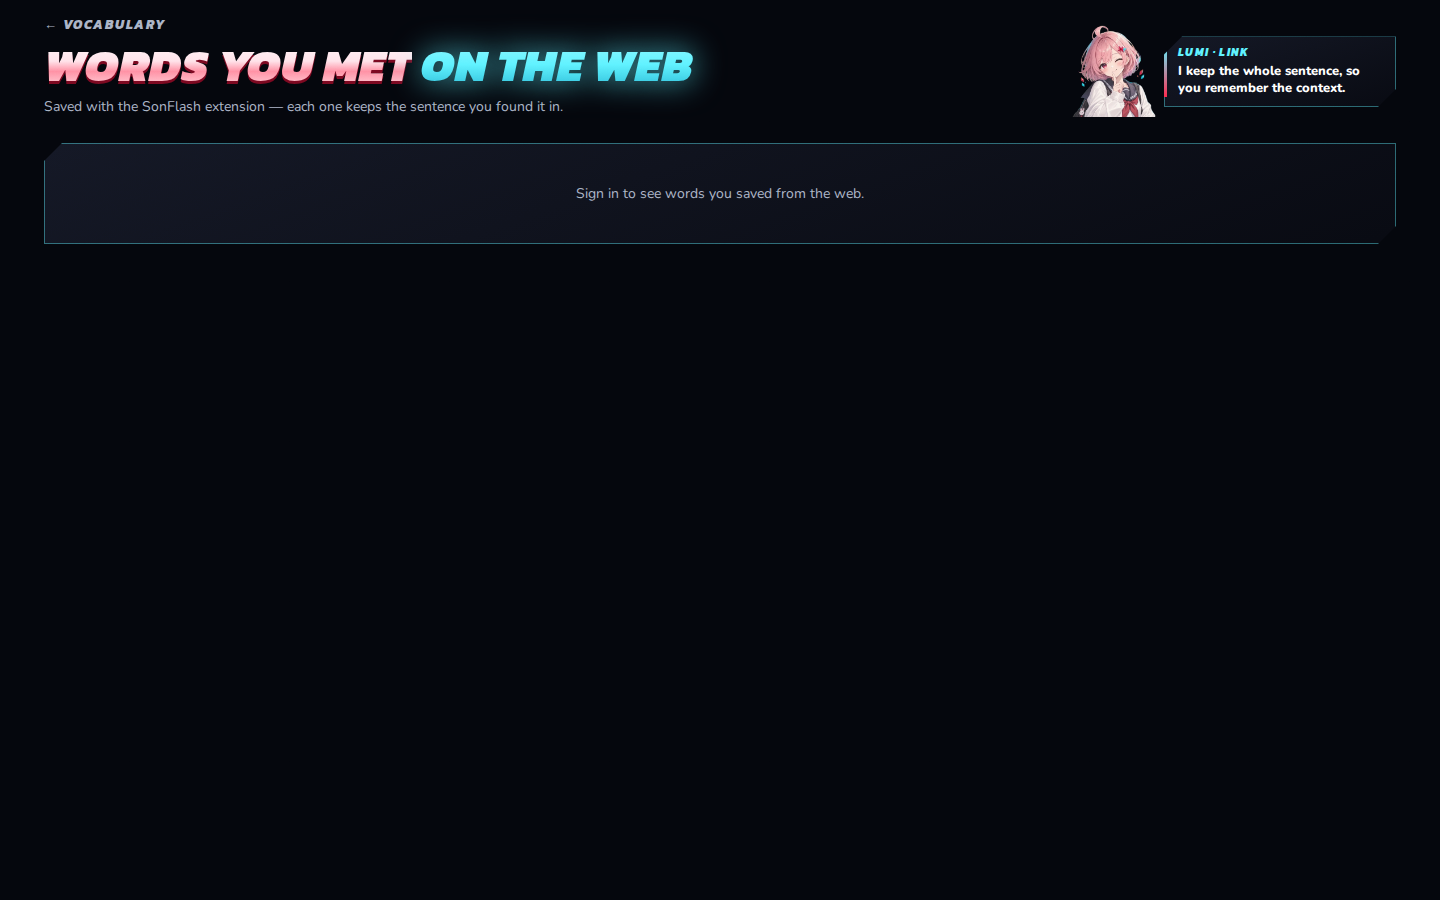 ← VOCABULARY
WORDS YOU MET ON THE WEB
Saved with the SonFlash extension — each one keeps the sentence you found it in.
LUMI · LINK
I keep the whole sentence, so
you remember the context.
Sign in to see words you saved from the web.